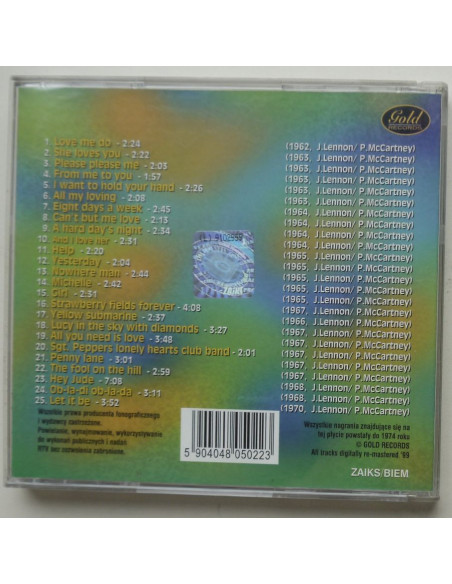 Gold
RECORDS
1. Love me do - 2:24 (1962, J.Lennon/ P.McCartney)
2. She loves you - 2:22 (1963, J.Lennon/ P.McCartney)
3. Please please me - 2:03 (1963, J.Lennon/ P.McCartney)
4. From me to you - 1:57 (1963, J.Lennon/ P.McCartney)
5. I want to hold your hand - 2:26 (1963, J.Lennon/ P.McCartney)
6. All my loving - 2:08 (1963, J.Lennon/ P.McCartney)
7. Eight days a week - 2:45 (1964, J.Lennon/ P.McCartney)
8. Can't but me love - 2:13 (1964, J.Lennon/ P.McCartney)
9. A hard day's night - 2:34 (1964, J.Lennon/ P.McCartney)
10. And I love her - 2:31 (1964, J.Lennon/ P.McCartney)
11. Help - 2:20 (1965, J.Lennon/ P.McCartney)
12. Yesterday - 2:04 (1965, J.Lennon/ P.McCartney)
13. Nowhere man - 2:44 (1965, J.Lennon/ P.McCartney)
14. Michelle - 2:42 (1965, J.Lennon/ P.McCartney)
15. Girl - 2:31 (1965, J.Lennon/ P.McCartney)
16. Strawberry fields forever - 4:08 (1967, J.Lennon/ P.McCartney)
17. Yellow submarine - 2:37 (1966, J.Lennon/ P.McCartney)
18. Lucy in the sky with diamonds - 3:27 (1967, J.Lennon/ P.McCartney)
19. All you need is love - 3:48 (1967, J.Lennon/ P.McCartney)
20. Sgt. Peppers lonely hearts club band - 2:01 (1967, J.Lennon/ P.McCartney)
21. Penny lane - 3:01 (1967, J.Lennon/ P.McCartney)
22. The fool on the hill - 2:59 (1967, J.Lennon/ P.McCartney)
23. Hey Jude - 7:08 (1968, J.Lennon/ P.McCartney)
24. Ob-la-di ob-la-da - 3:11 (1968, J.Lennon/ P.McCartney)
25. Let it be - 3:52 (1970, J.Lennon/ P.McCartney)
ZAIKS
Wszelkie prawa producenta fonograficznego
i wydawcy zastrzeżone.
Powielanie, wynajmowanie, wykorzystywanie
do wykonań publicznych i nadań
RTV bez zezwolenia zabronione.
5 904048 050223
Wszystkie nagrania znajdujące się na
tej płycie powstały do 1974 roku
© GOLD RECORDS
All tracks digitally re-mastered '99
ZAIKS/BIEM